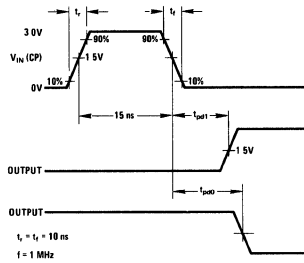 tr
tf
3 0V
90%
90%
VIN (CP)
1 5V
10%
10%
0V
15 ns
tpd1
1 5V
OUTPUT
tpd0
OUTPUT
tr = tf = 10 ns
f = 1 MHz